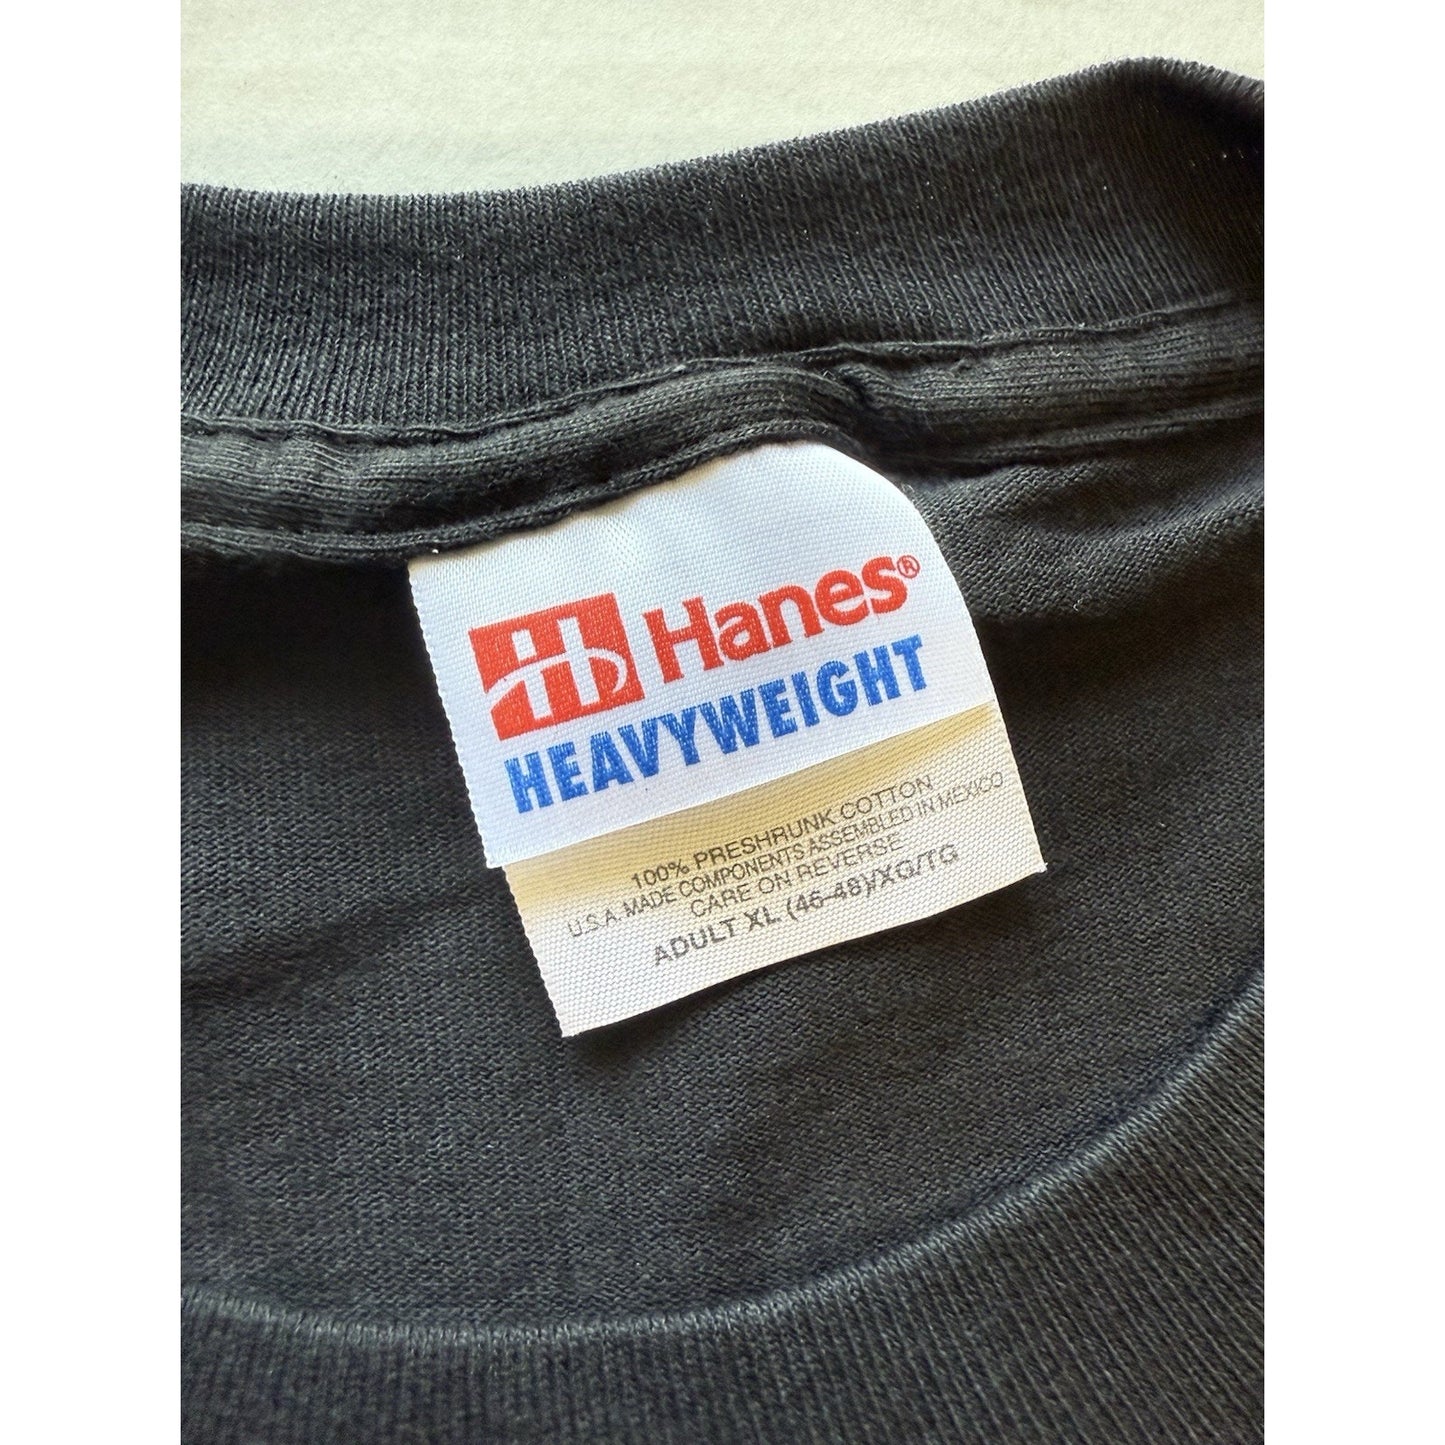 Hanes®
HEAVYWEIGHT
100% PRESHRUNK COTTON
U.S.A. MADE COMPONENTS ASSEMBLED IN MEXICO
CARE ON REVERSE
ADULT XL (46-48)/XG/TG